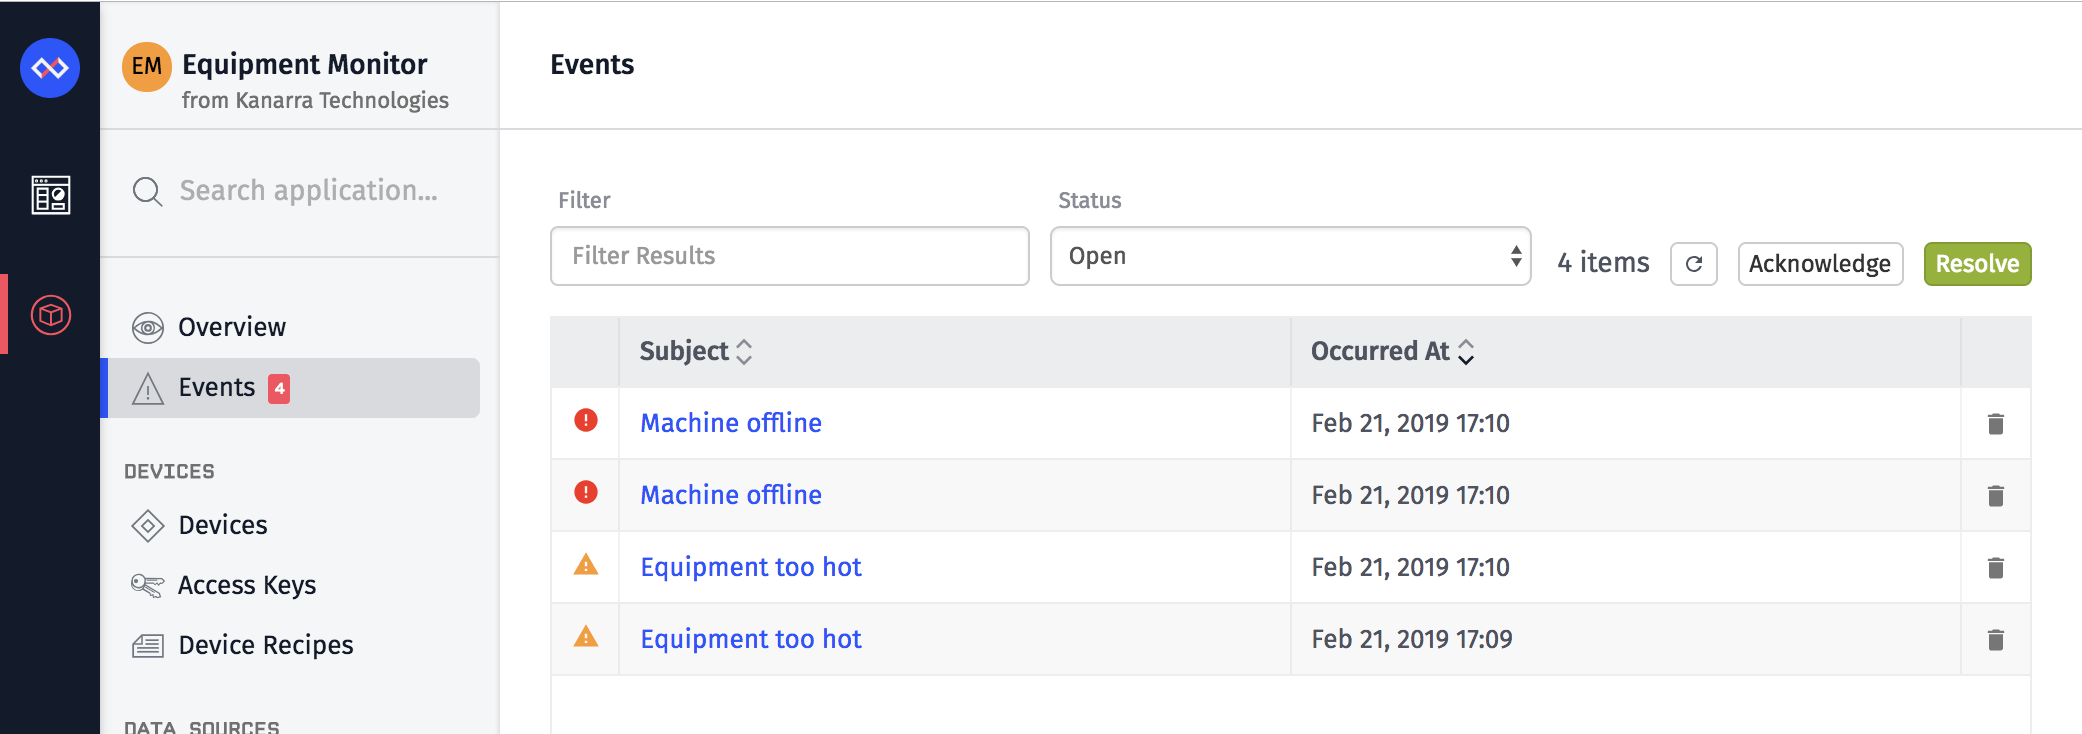 EM
Equipment Monitor
from Kanarra Technologies
Search application...
Overview
Events 4
DEVICES
Devices
Access Keys
Device Recipes
DATA SOURCES
Events
Filter
Status
Filter Results
Open
4 items
Acknowledge
Resolve
Subject
Occurred At
Machine offline
Feb 21, 2019 17:10
Machine offline
Feb 21, 2019 17:10
Equipment too hot
Feb 21, 2019 17:10
Equipment too hot
Feb 21, 2019 17:09